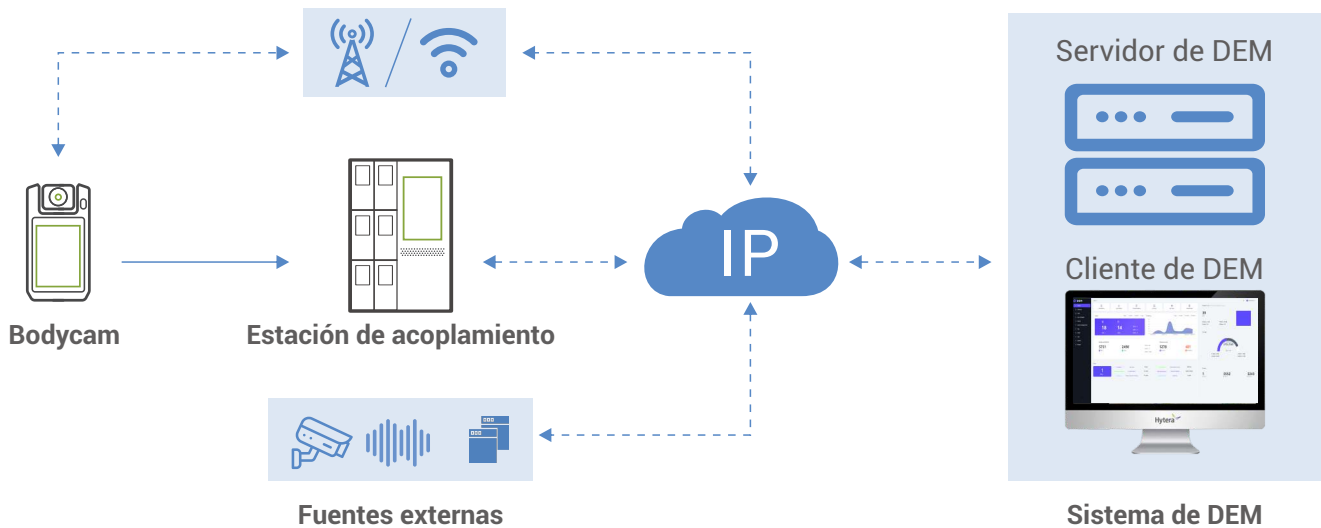 Servidor de DEM
IP
Cliente de DEM
Bodycam
Estación de acoplamiento
Hytera
Fuentes externas
Sistema de DEM